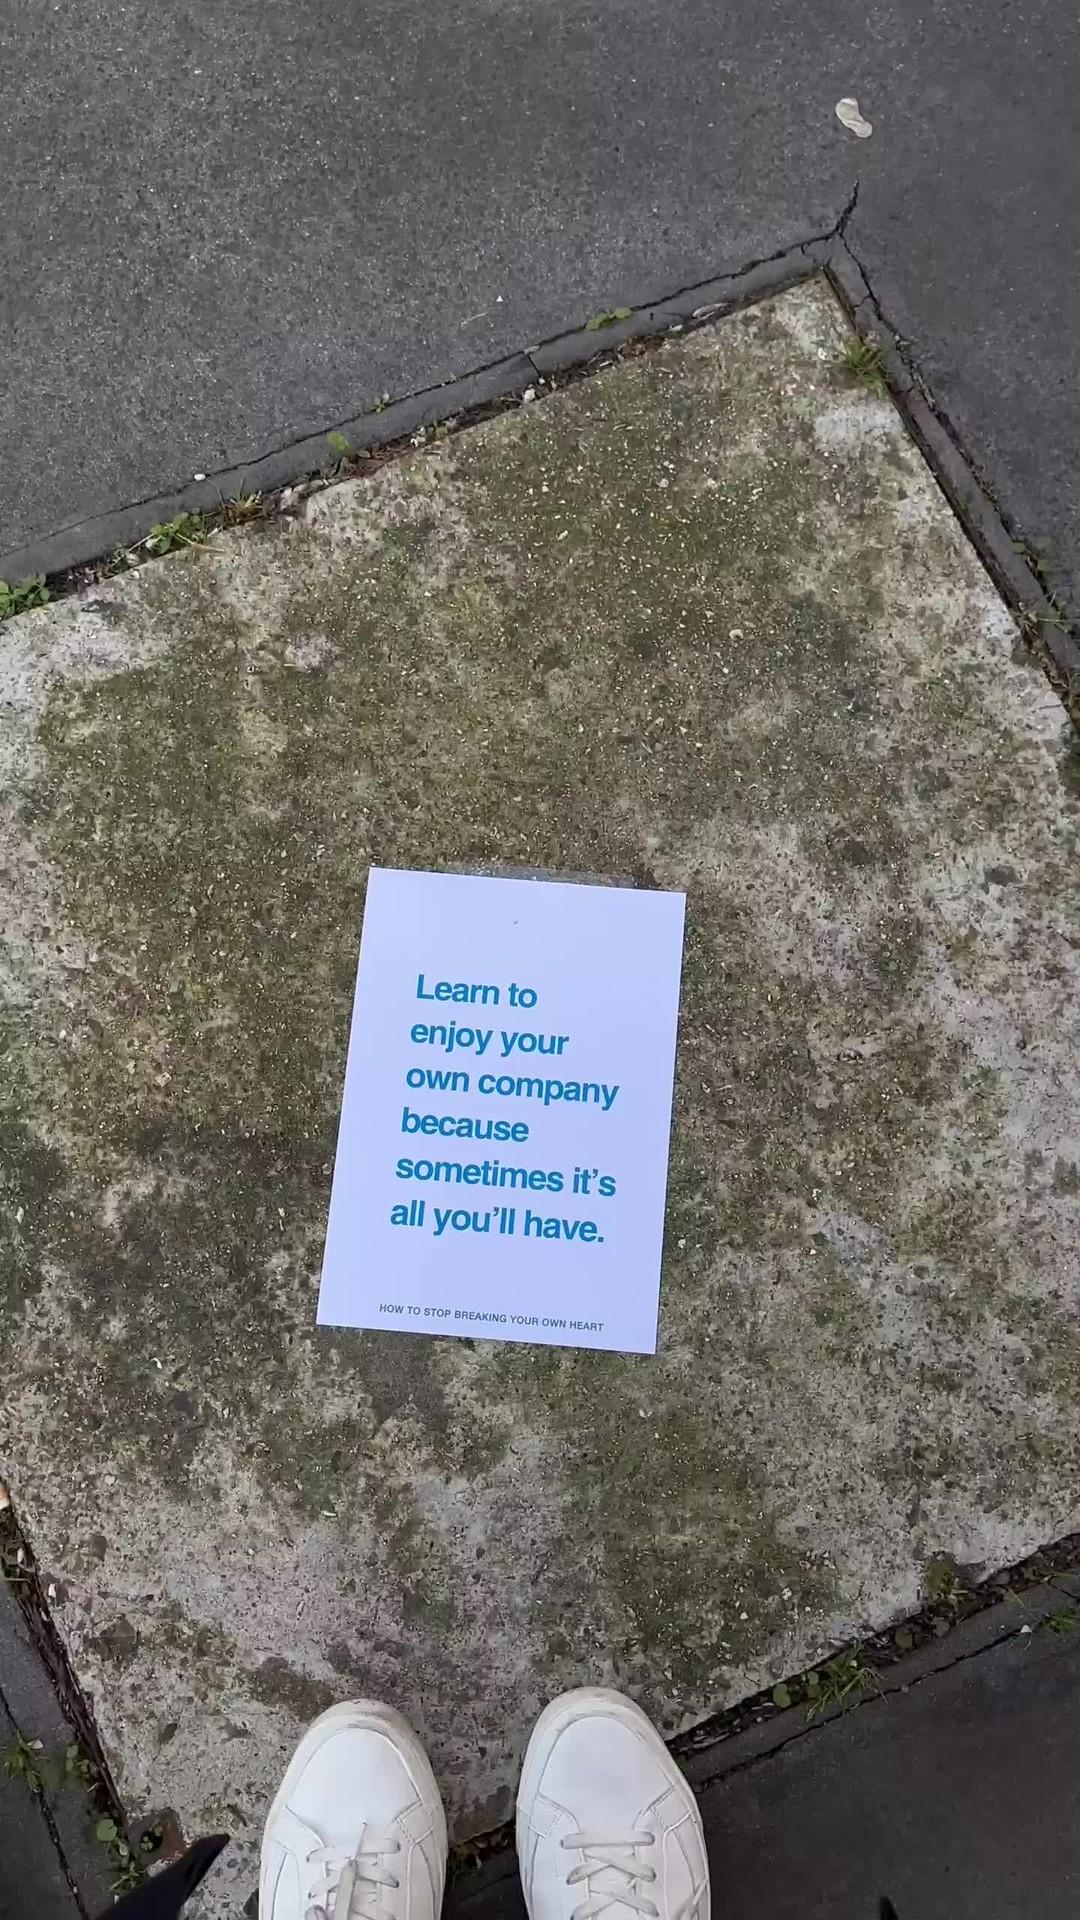 Learn to
enjoy your
own company
because
sometimes it’s
all you’ll have.
HOW TO STOP BREAKING YOUR OWN HEART